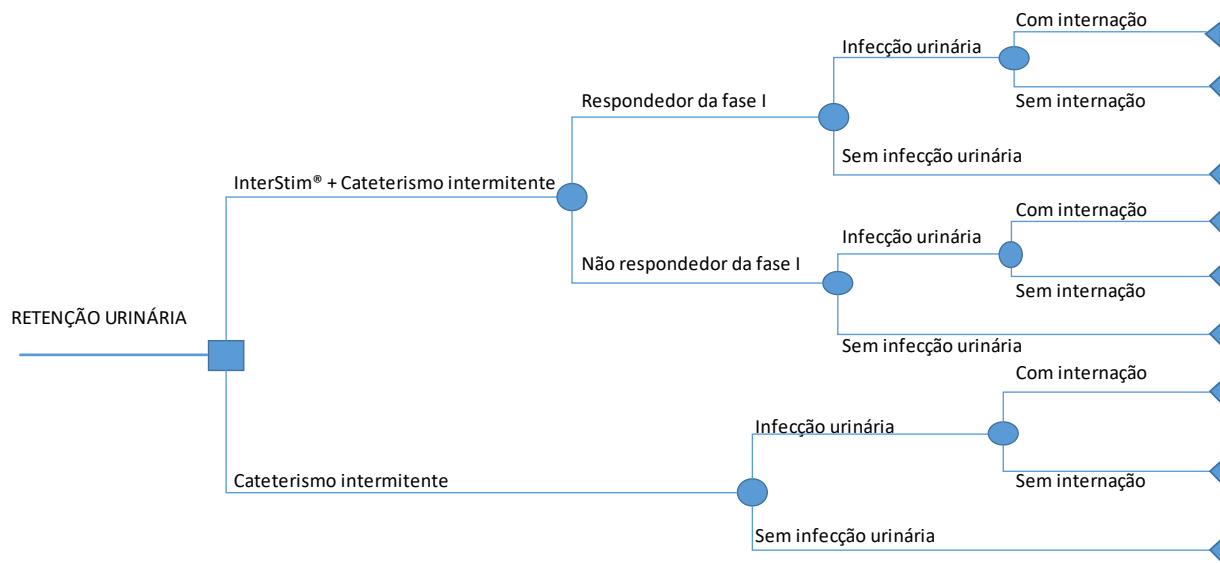 Com internação
Infecção urinária
Sem internação
Respondedor da fase I
Sem infecção urinária
InterStim® + Cateterismo intermitente
Com internação
Infecção urinária
Não respondedor da fase I
Sem internação
RETENÇÃO URINÁRIA
Sem infecção urinária
Com internação
Infecção urinária
Cateterismo intermitente
Sem internação
Sem infecção urinária